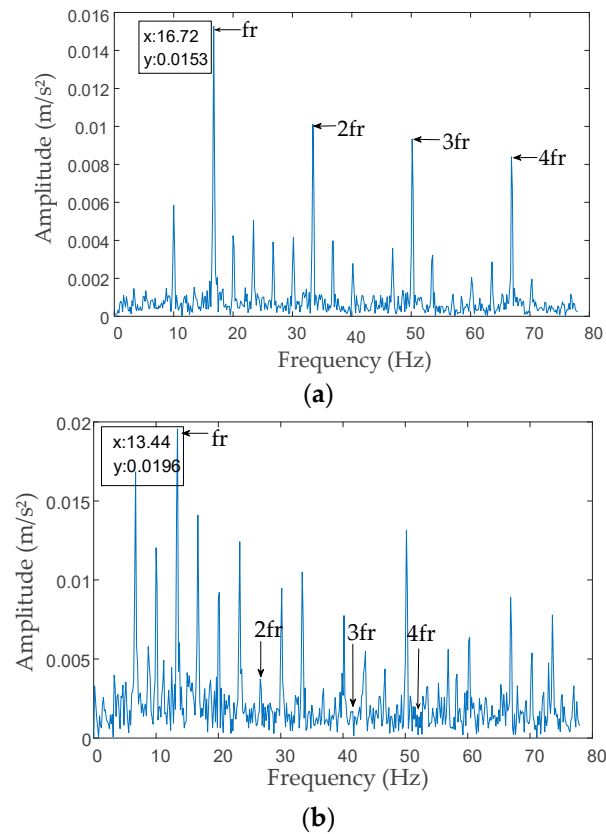 0.016
x:16.72
y:0.0153
fr
0.014
0.012
2fr
0.01
3fr
4fr
0.008
0.006
0.004
0.002
0
Amplitude (m/s²)
0 10 20 30 40 50 60 70 80
Frequency (Hz)
(a)
0.02
x:13.44
y:0.0196
fr
0.015
0.01
2fr
3fr
4fr
0.005
0
Amplitude (m/s²)
0 10 20 30 40 50 60 70 80
Frequency (Hz)
(b)